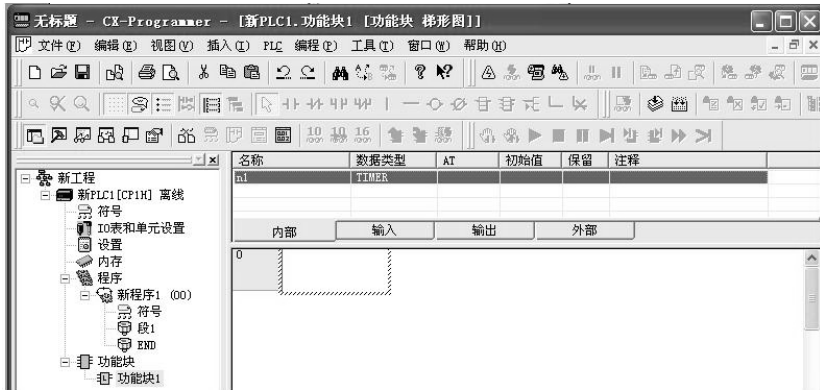 无标题 - CX-Programmer - [新PLC1.功能块1 [功能块 梯形图]]
文件(F) 编辑(E) 视图(V) 插入(I) PLC 编程(P) 工具(T) 窗口(W) 帮助(H)
10 10 16
名称 数据类型 AT 初始值 保留 注释
n1 TIMER
内部 输入 输出 外部
0
新工程
新PLC1[CP1H] 离线
符号
IO表和单元设置
设置
内存
程序
新程序1 (00)
符号
段1
END
功能块
功能块1